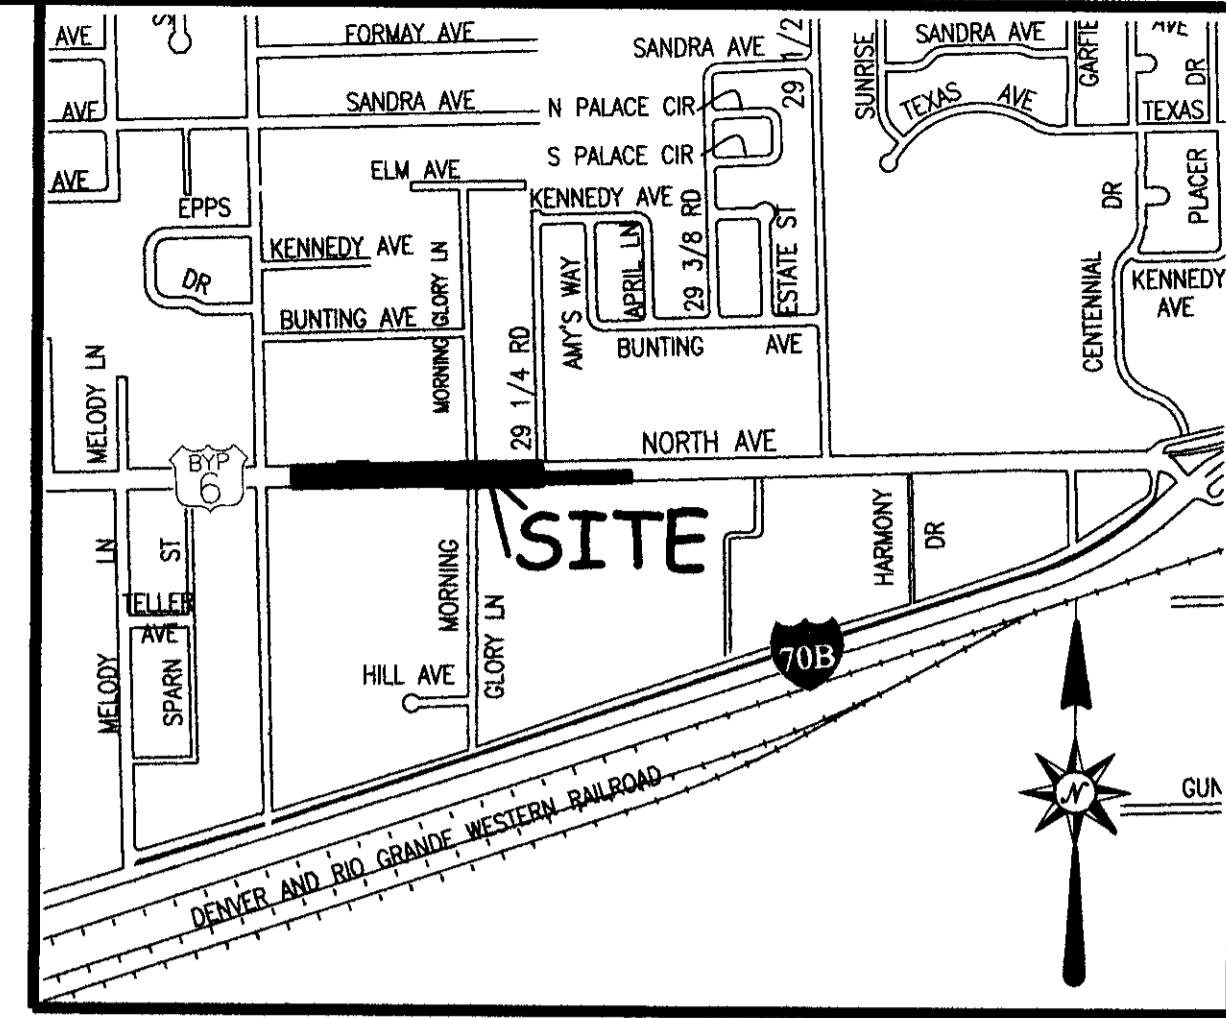 AVE
FORMAY AVE
SANDRA AVE
29 1/2
SUNRISE
SANDRA AVE
AVE
DR
AVE
SANDRA AVE
N PALACE CIR
TEXAS AVE
TEXAS
S PALACE CIR
AVE
ELM AVE
KENNEDY AVE
EPPS
DR
KENNEDY AVE
MORNING GLORY LN
AMY'S WAY
APRIL LN
29 3/8 RD
ESTATE ST
DR
PLACER
CENTENNIAL
KENNEDY
AVE
BUNTING AVE
BUNTING AVE
29 1/4 RD
MELODY LN
NORTH AVE
BYP
6
SITE
LN
ST
MORNING
GLORY LN
HARMONY
DR
TELLER
AVE
MELODY
SPARN
HILL AVE
70B
DENVER AND RIO GRANDE WESTERN RAILROAD
N